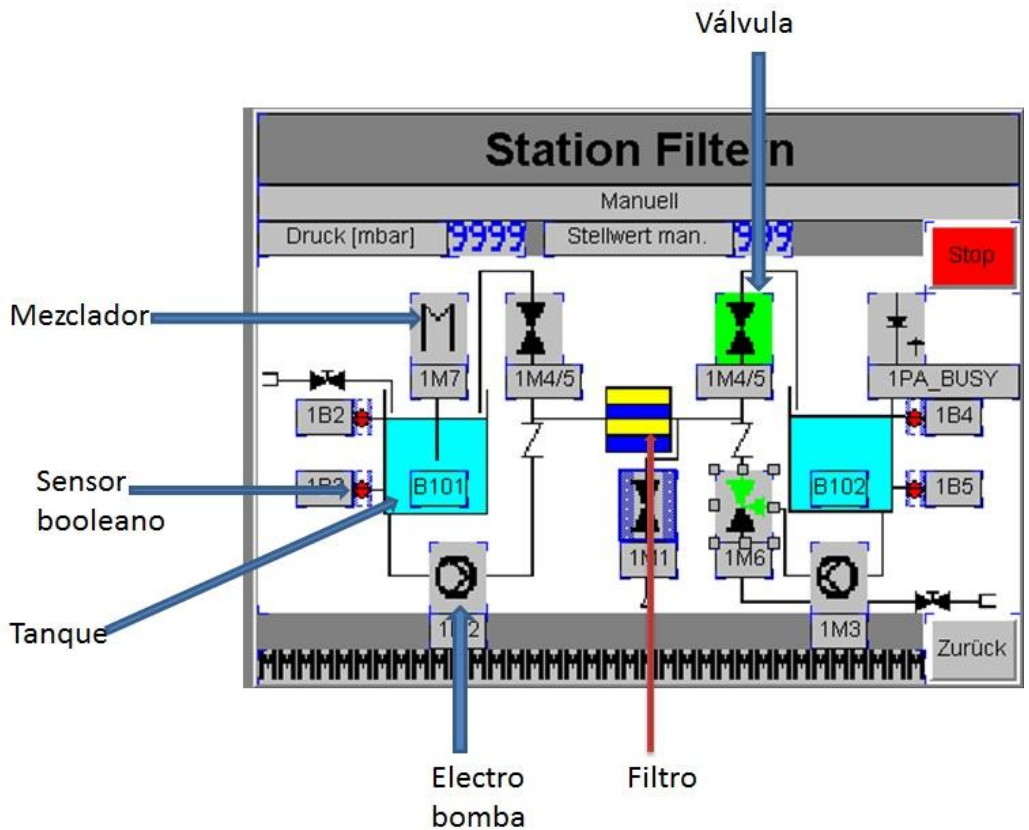 Válvula
Station Filtern
Manuell
Druck [mbar] 9999 Stellwert man. 999
Stop
Mezclador
1M7 1M4/5 1M4/5 1PA_BUSY
1B2 1B4
Sensor
booleano
B101 B102 1B5
1M1 1M6
Tanque
1M3
Zurück
Electro
bomba
Filtro